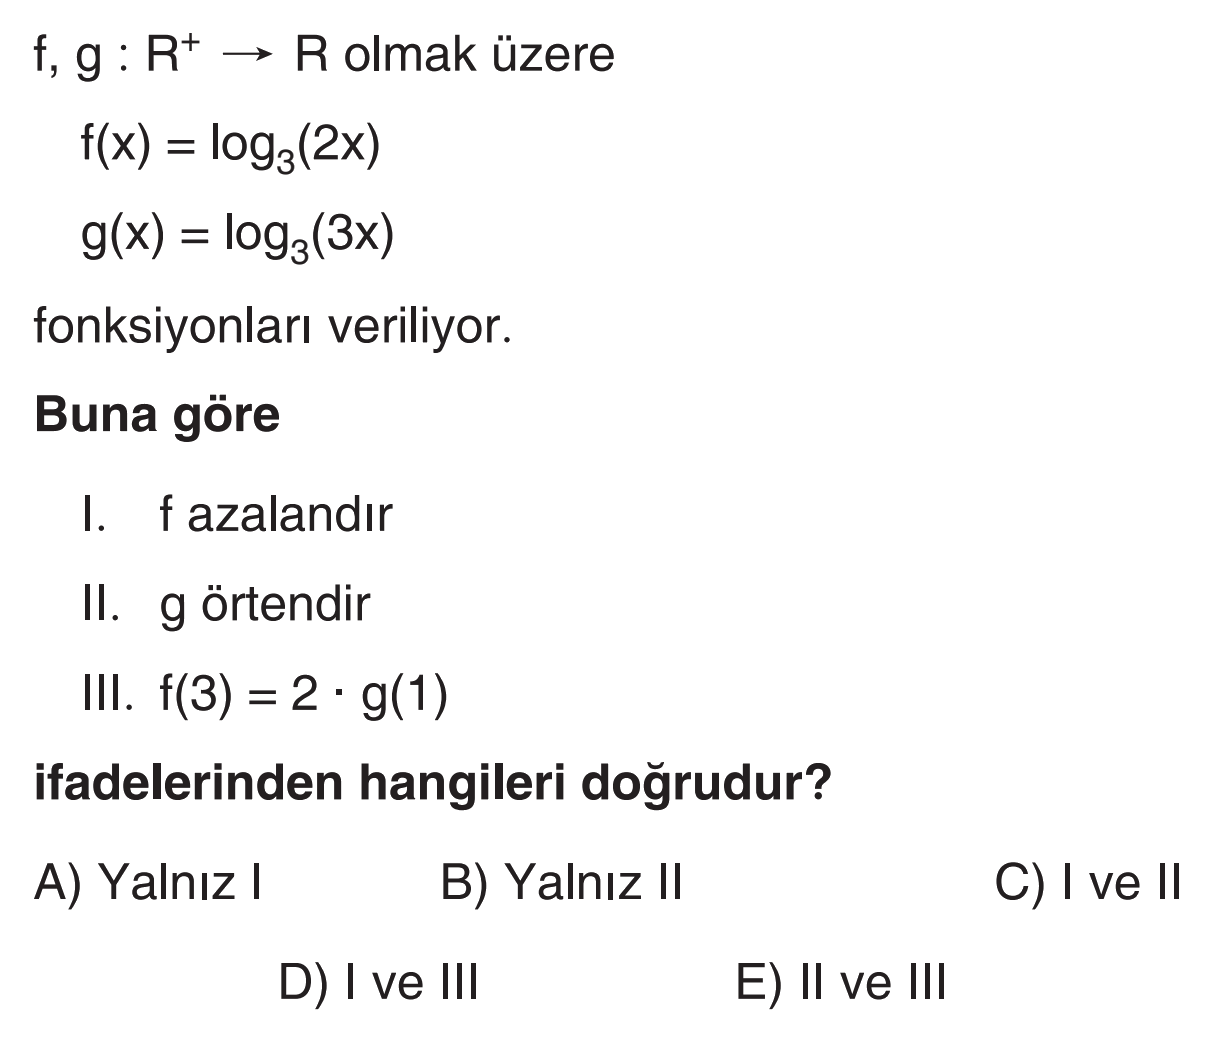 f, g : R⁺ → R olmak üzere
f(x) = log₃(2x)
g(x) = log₃(3x)
fonksiyonları veriliyor.
Buna göre
I. f azalandır
II. g örtendir
III. f(3) = 2 · g(1)
ifadelerinden hangileri doğrudur?
A) Yalnız I B) Yalnız II C) I ve II
D) I ve III E) II ve III